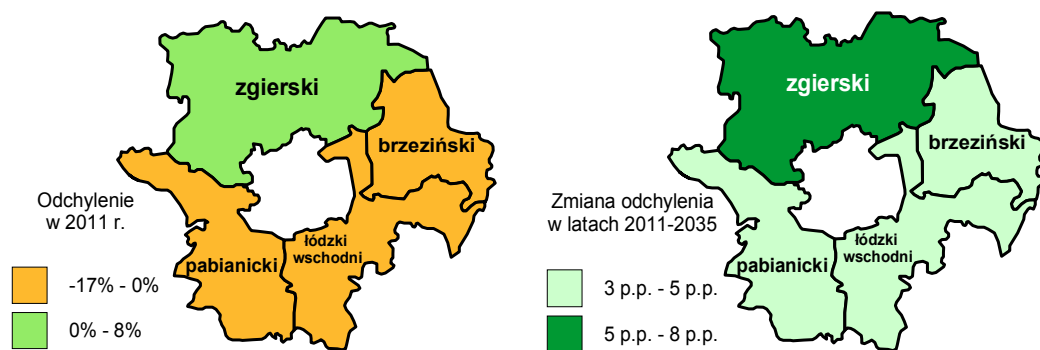 zgierski
brzeziński
Odchylenie
w 2011 r.
łódzki
wschodni
pabianicki
-17% - 0%
0% - 8%
zgierski
brzeziński
Zmiana odchylenia
w latach 2011-2035
łódzki
wschodni
pabianicki
3 p.p. - 5 p.p.
5 p.p. - 8 p.p.